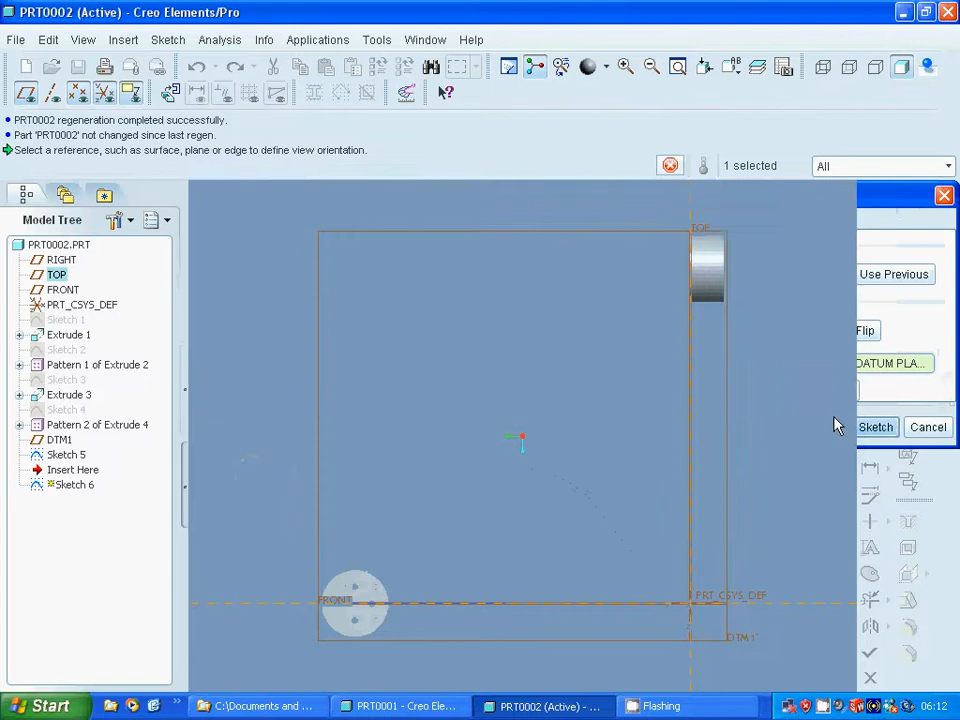 PRT0002 (Active) - Creo Elements/Pro
File Edit View Insert Sketch Analysis Info Applications Tools Window Help
PRT0002 regeneration completed successfully.
Part 'PRT0002' not changed since last regen.
Select a reference, such as surface, plane or edge to define view orientation.
1 selected
All
Model Tree
PRT0002.PRT
RIGHT
TOP
FRONT
PRT_CSYS_DEF
Sketch 1
Extrude 1
Sketch 2
Pattern 1 of Extrude 2
Sketch 3
Extrude 3
Sketch 4
Pattern 2 of Extrude 4
DTM1
Sketch 5
Insert Here
Sketch 6
TOP
Use Previous
Flip
DATUM PLA...
Sketch Cancel
FRONT
PRT_CSYS_DEF
DTM1
Start
C:\Documents and ...
PRT0001 - Creo Ele...
PRT0002 (Active) - ...
Flashing
06:12